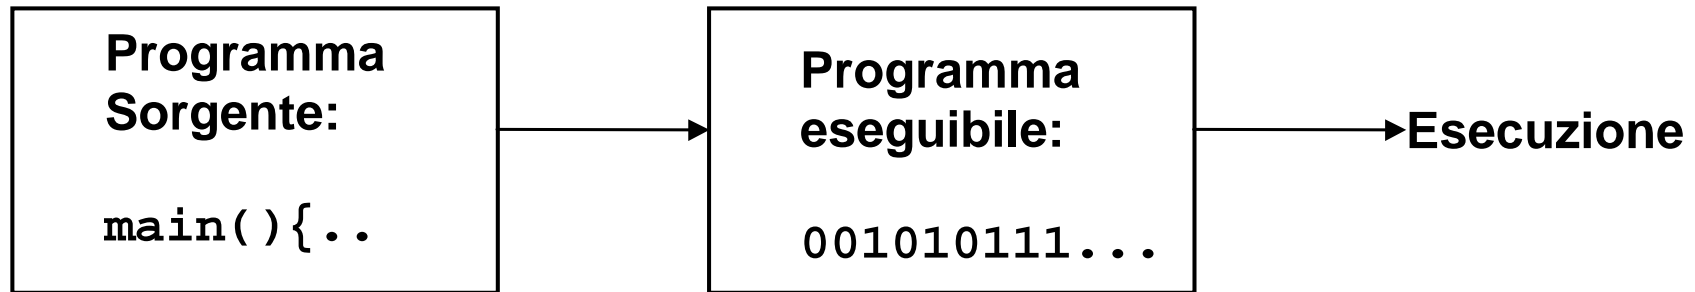 Programma
Sorgente:
main(){..
Programma
eseguibile:
001010111...
Esecuzione